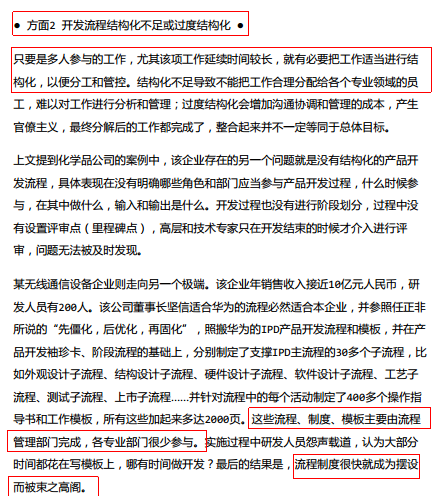 ● 方面2 开发流程结构化不足或过度结构化 ●
只要是多人参与的工作，尤其该项工作延续时间较长，就有必要把工作适当进行结
构化，以便分工和管控。结构化不足导致不能把工作合理分配给各个专业领域的员
工，难以对工作进行分析和管理；过度结构化会增加沟通协调和管理的成本，产生
官僚主义，最终分解后的工作都完成了，整合起来并不一定等同于总体目标。
上文提到化学品公司的案例中，该企业存在的另一个问题就是没有结构化的产品开
发流程，具体表现在没有明确哪些角色和部门应当参与产品开发过程，什么时候参
与，在其中做什么，输入和输出是什么。开发过程也没有进行阶段划分，过程中没
有设置评审点（里程碑点），高层和技术专家只在开发结束的时候才介入进行评
审，问题无法被及时发现。
某无线通信设备企业则走向另一个极端。该企业年销售收入接近10亿元人民币，研
发人员有200人。该公司董事长坚信适合华为的流程必然适合本企业，并参照任正非
所说的“先僵化，后优化，再固化”，照搬华为的IPD产品开发流程和模板，并在产
品开发袖珍卡、阶段流程的基础上，分别制定了支撑IPD主流程的30多个子流程，比
如外观设计子流程、结构设计子流程、硬件设计子流程、软件设计子流程、工艺子
流程、测试子流程、上市子流程……并针对流程中的每个活动制定了400多个操作指
导书和工作模板，所有这些加起来多达2000页。这些流程、制度、模板主要由流程
管理部门完成，各专业部门很少参与。实施过程中研发人员怨声载道，认为大部分
时间都花在写模板上，哪有时间做开发？最后的结果是，流程制度很快就成为摆设
而被束之高阁。